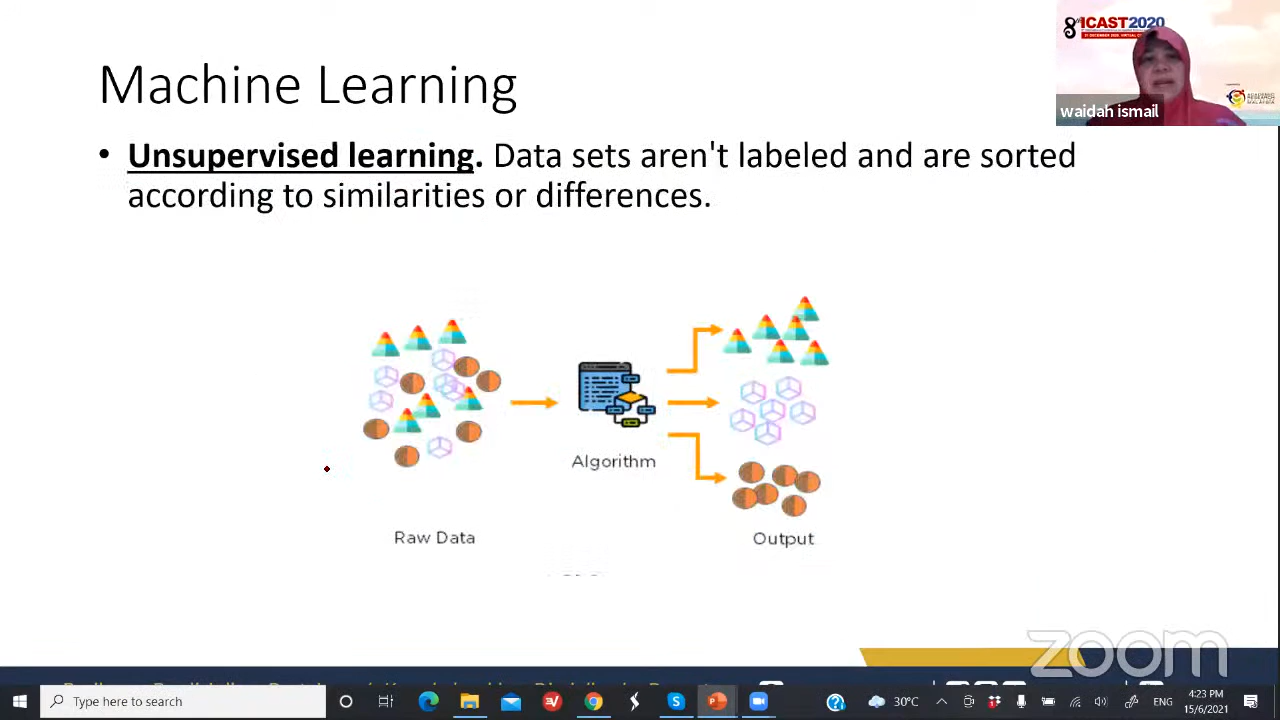 8th ICAST2020
waidah ismail
Machine Learning
• Unsupervised learning. Data sets aren't labeled and are sorted
according to similarities or differences.
Algorithm
Raw Data
Output
zoom
Type here to search
30°C
ENG
4:23 PM
15/6/2021